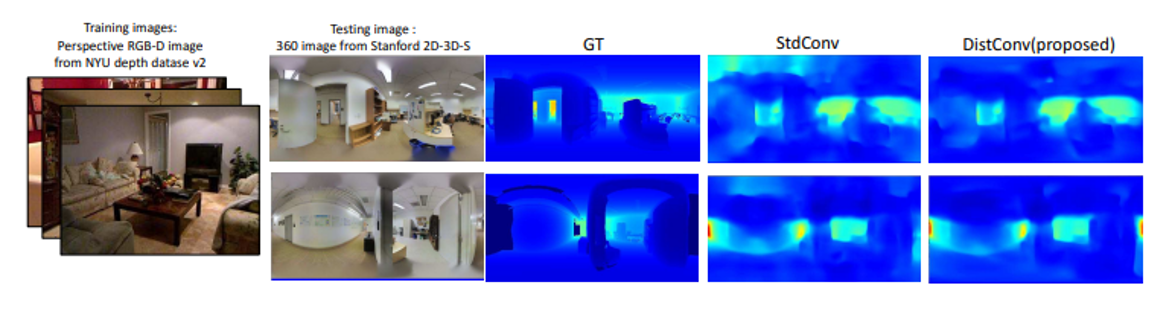 Training images:
Perspective RGB-D image
from NYU depth datase v2
Testing image :
360 image from Stanford 2D-3D-S
GT
StdConv
DistConv(proposed)